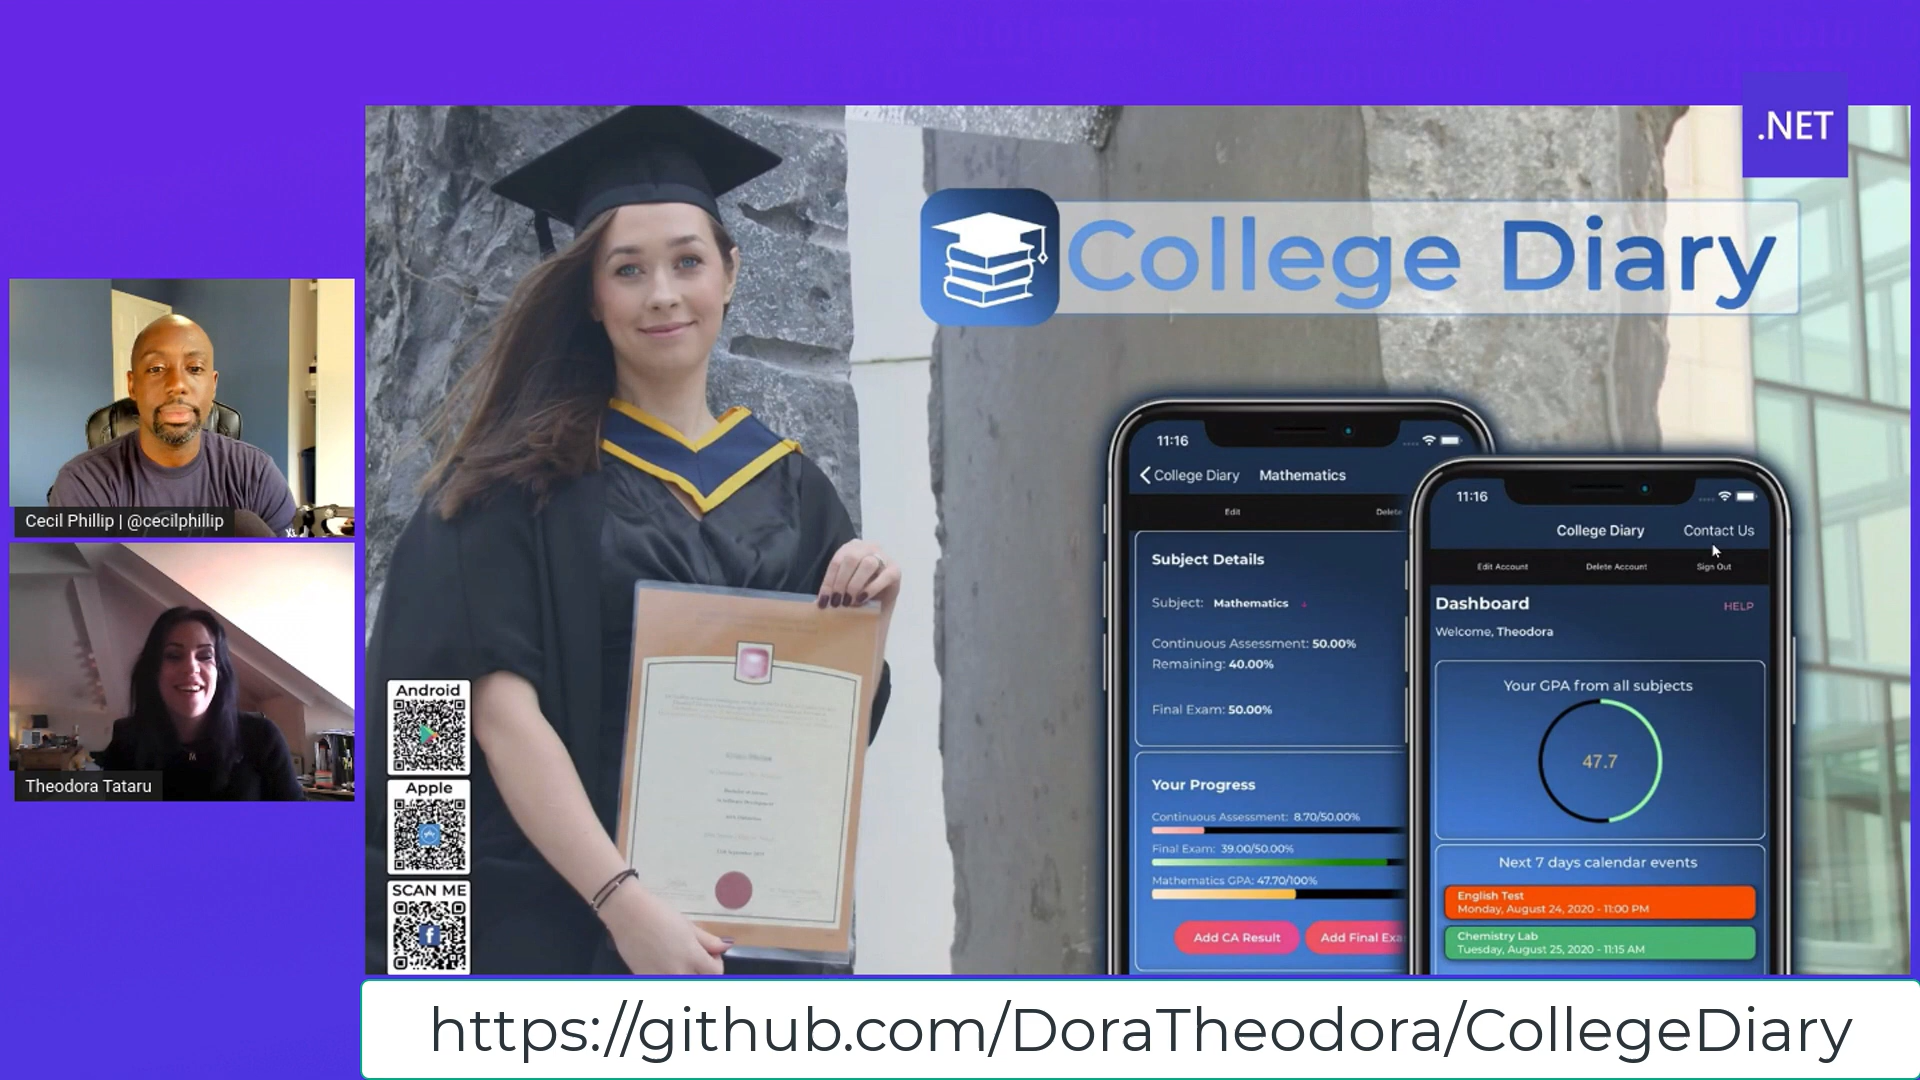 .NET
College Diary
Cecil Phillip | @cecilphillip
Theodora Tataru
Android
Apple
SCAN ME
11:16
College Diary Mathematics
Edit Delete
Subject Details
Subject: Mathematics
Continuous Assessment: 50.00%
Remaining: 40.00%
Final Exam: 50.00%
Your Progress
Continuous Assessment: 8.70/50.00%
Final Exam: 39.00/50.00%
Mathematics GPA: 47.70/100%
Add CA Result Add Final Exa
11:16
College Diary Contact Us
Edit Account Delete Account Sign Out
Dashboard HELP
Welcome, Theodora
Your GPA from all subjects
47.7
Next 7 days calendar events
English Test
Monday, August 24, 2020 - 11:00 PM
Chemistry Lab
Tuesday, August 25, 2020 - 11:15 AM
https://github.com/DoraTheodora/CollegeDiary